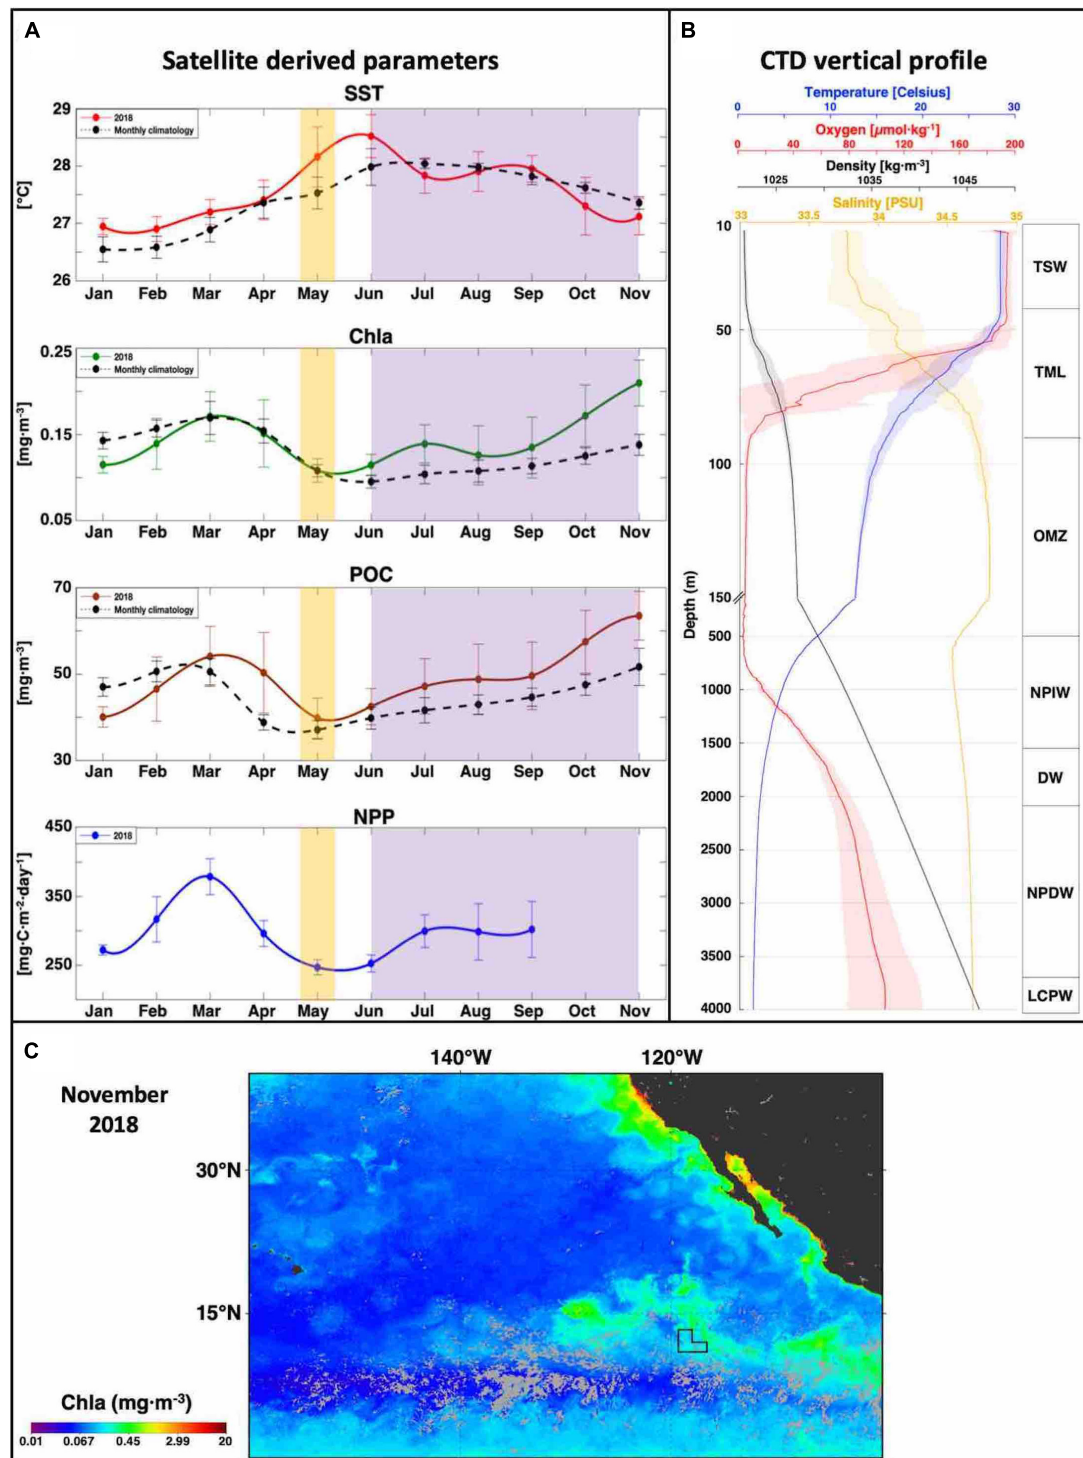 A
Satellite derived parameters
SST
29
28
27
26
[°C]
2018
Monthly climatology
Jan Feb Mar Apr May Jun Jul Aug Sep Oct Nov
Chla
0.25
0.15
0.05
[mg·m-3]
2018
Monthly climatology
Jan Feb Mar Apr May Jun Jul Aug Sep Oct Nov
POC
70
50
30
[mg·m-3]
2018
Monthly climatology
Jan Feb Mar Apr May Jun Jul Aug Sep Oct Nov
NPP
450
350
250
[mg·C·m-2·day-1]
2018
Jan Feb Mar Apr May Jun Jul Aug Sep Oct Nov
B
CTD vertical profile
Temperature [Celsius]
0 10 20 30
Oxygen [µmol·kg-1]
0 40 80 120 160 200
Density [kg·m-3]
1025 1035 1045
Salinity [PSU]
33 33.5 34 34.5 35
Depth (m)
10
50
100
150
500
1000
1500
2000
2500
3000
3500
4000
TSW
TML
OMZ
NPIW
DW
NPDW
LCPW
C
November
2018
140°W 120°W
30°N
15°N
Chla (mg·m-3)
0.01 0.067 0.45 2.99 20